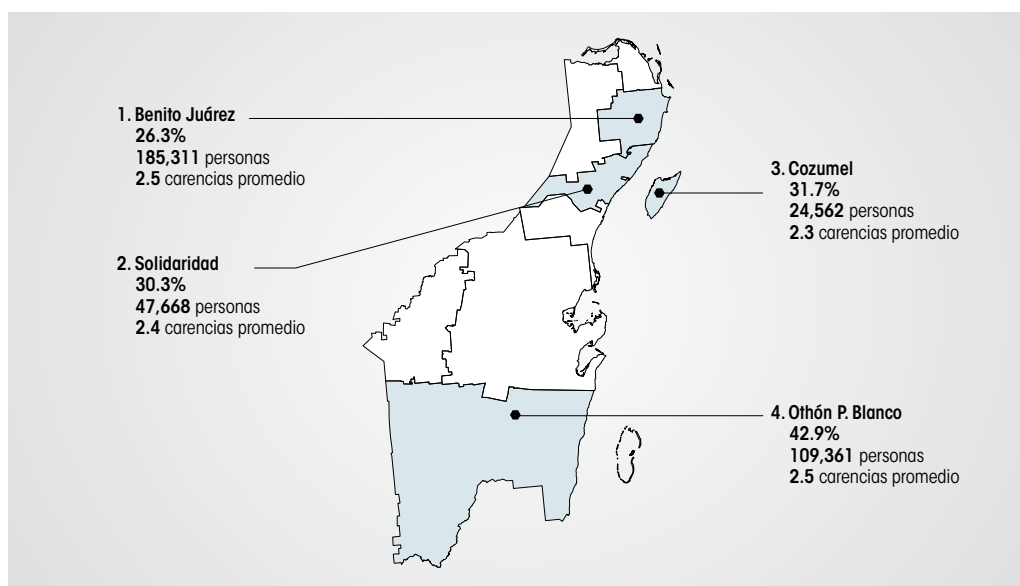 1. Benito Juárez
26.3%
185,311 personas
2.5 carencias promedio
2. Solidaridad
30.3%
47,668 personas
2.4 carencias promedio
3. Cozumel
31.7%
24,562 personas
2.3 carencias promedio
4. Othón P. Blanco
42.9%
109,361 personas
2.5 carencias promedio